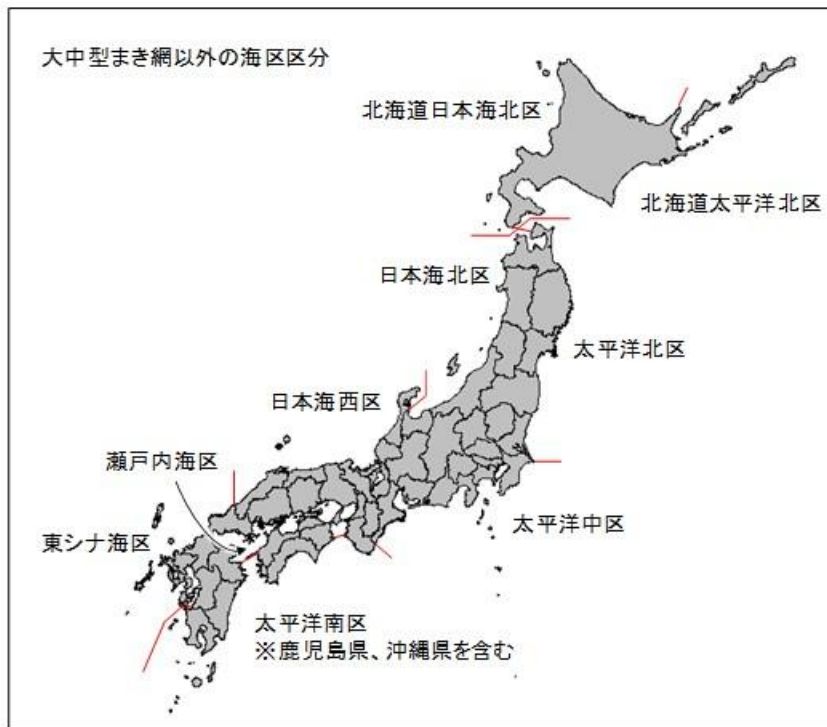 大中型まき網以外の海区区分
北海道日本海北区
北海道太平洋北区
日本海北区
太平洋北区
日本海西区
瀬戸内海区
太平洋中区
東シナ海区
太平洋南区
※鹿児島県、沖縄県を含む